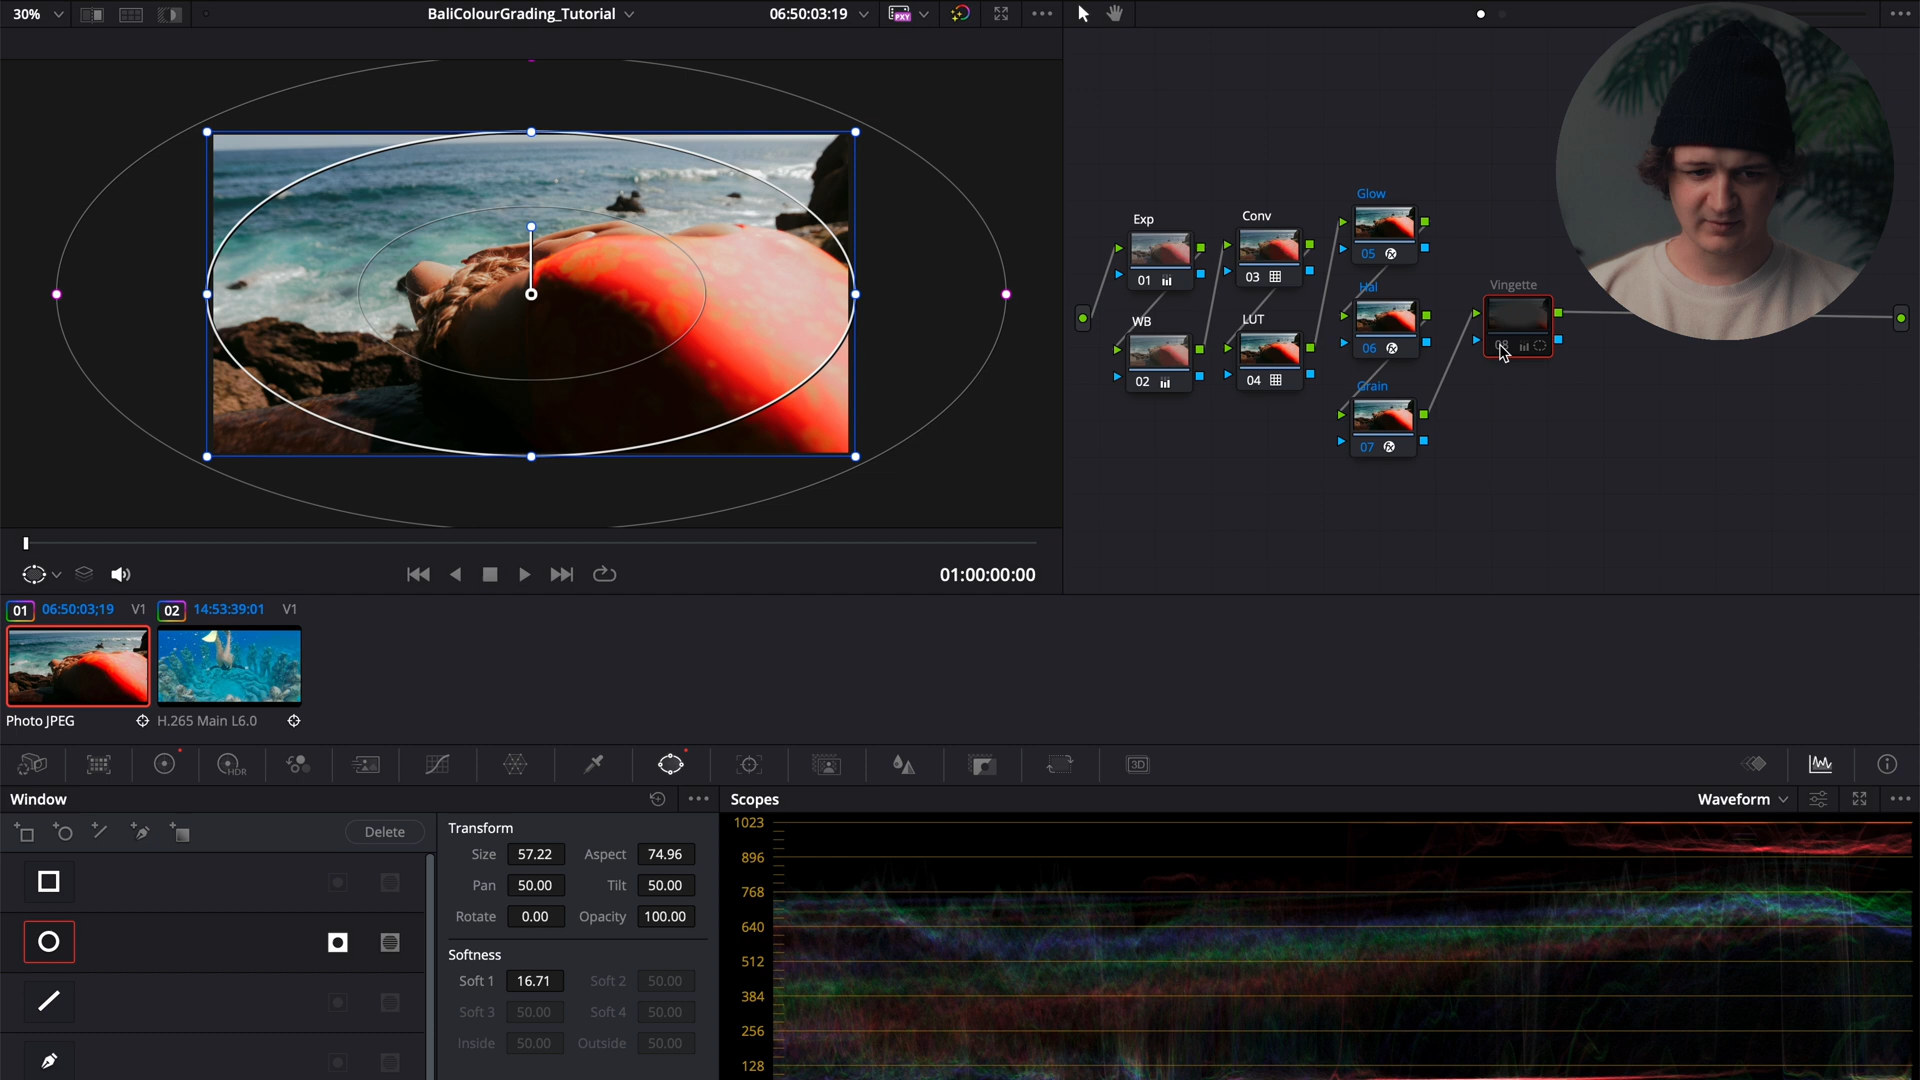 30%
BaliColourGrading_Tutorial
06:50:03:19
PXY
Glow
05
Exp
01
Conv
03
Hal
06
Vingette
08
WB
02
LUT
04
Grain
07
01:00:00:00
01 06:50:03;19 V1
02 14:53:39:01 V1
Photo JPEG
H.265 Main L6.0
HDR
3D
Window
Delete
Transform
Size 57.22 Aspect 74.96
Pan 50.00 Tilt 50.00
Rotate 0.00 Opacity 100.00
Softness
Soft 1 16.71 Soft 2 50.00
Soft 3 50.00 Soft 4 50.00
Inside 50.00 Outside 50.00
Scopes
Waveform
1023
896
768
640
512
384
256
128